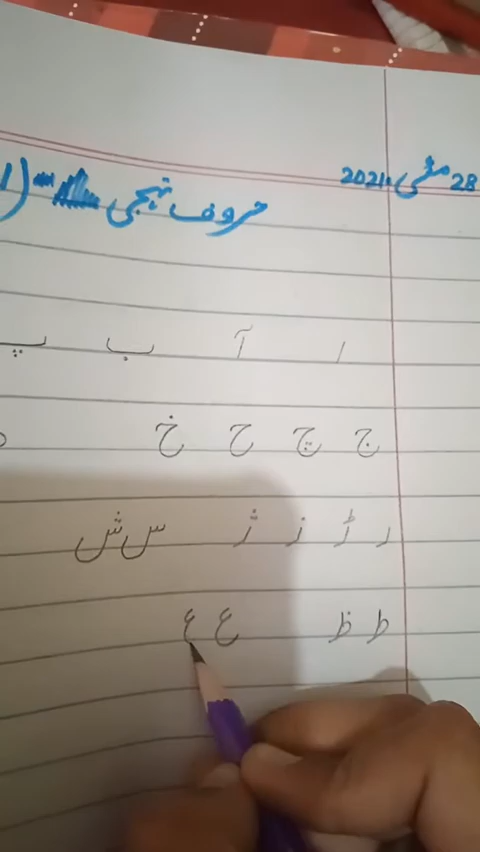 28 مئی 2021
حروف تہجی
ا آ ب پ
ج چ ح خ
ر ڑ ز ژ س ش
ط ظ ع ع